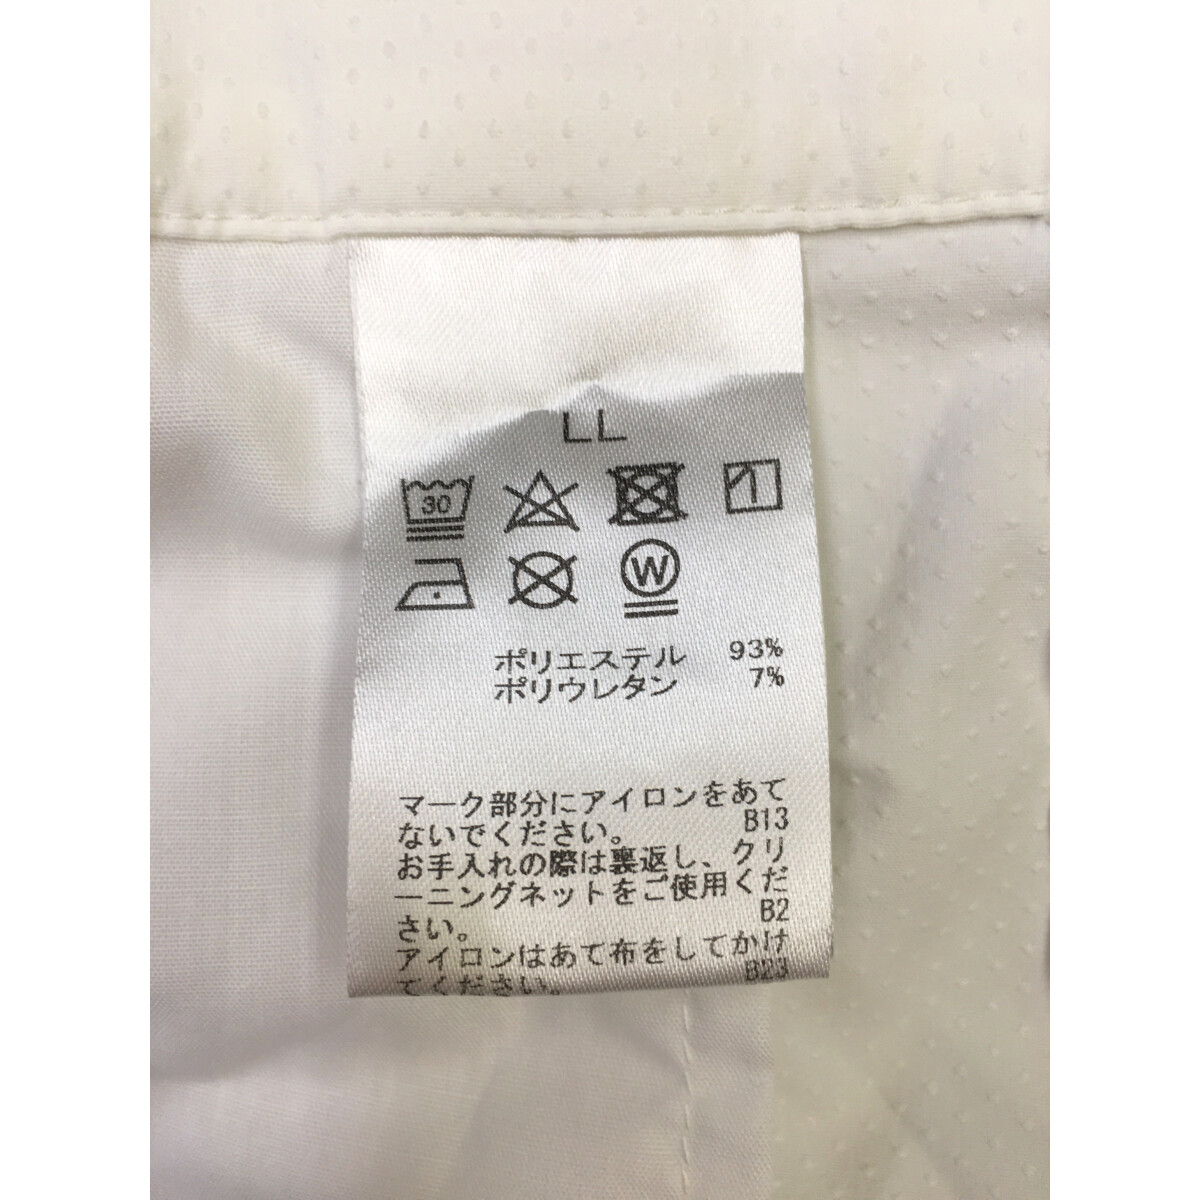 LL
30
W
ポリエステル 93%
ポリウレタン 7%
マーク部分にアイロンをあて
ないでください。 B13
お手入れの際は裏返し、クリ
ーニングネットをご使用くだ
さい。 B2
アイロンはあて布をしてかけ
てください。 B23